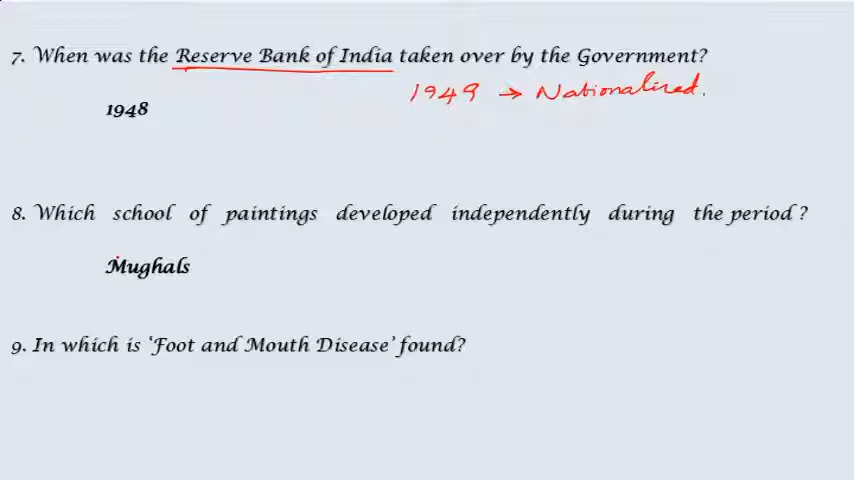 7. When was the Reserve Bank of India taken over by the Government?
1949 → Nationalized.
1948
8. Which school of paintings developed independently during the period ?
Mughals
9. In which is ‘Foot and Mouth Disease’ found?